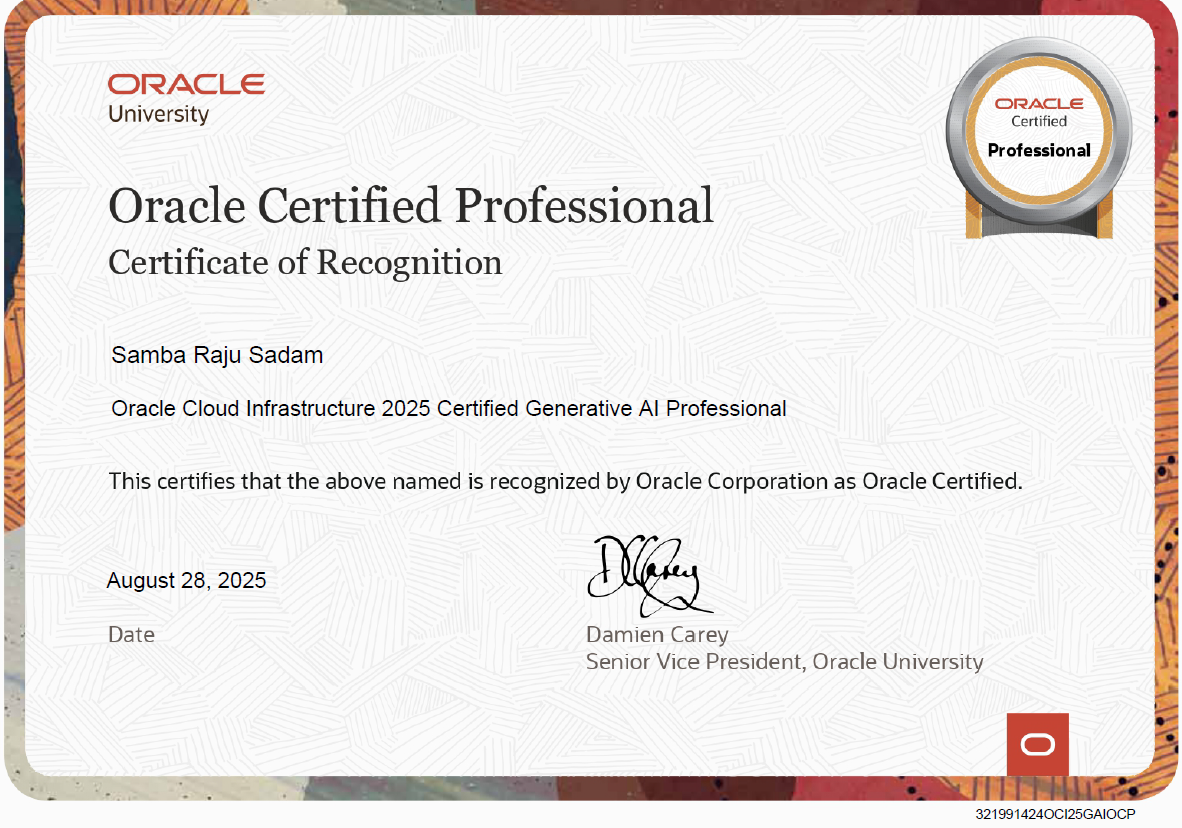 ORACLE
University
ORACLE
Certified
Professional
Oracle Certified Professional
Certificate of Recognition
Samba Raju Sadam
Oracle Cloud Infrastructure 2025 Certified Generative AI Professional
This certifies that the above named is recognized by Oracle Corporation as Oracle Certified.
DCCarey
August 28, 2025
Date
Damien Carey
Senior Vice President, Oracle University
321991424OCI25GAIOCP